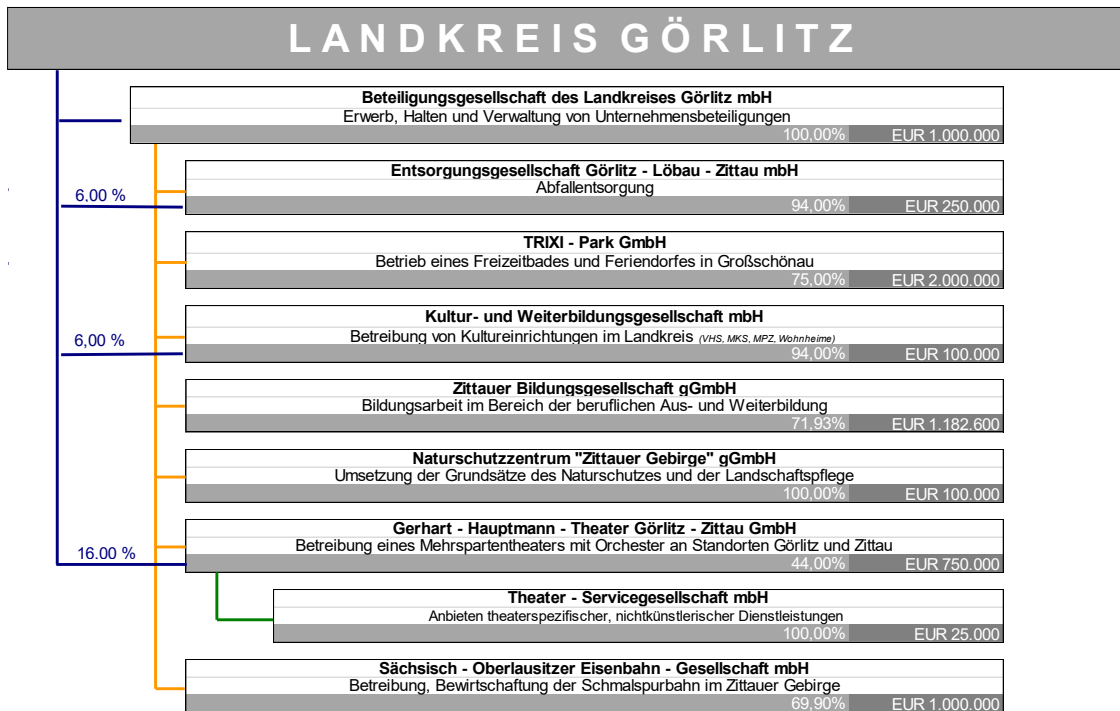 LANDKREIS GÖRLITZ
Beteiligungsgesellschaft des Landkreises Görlitz mbH
Erwerb, Halten und Verwaltung von Unternehmensbeteiligungen
100,00% EUR 1.000.000
Entsorgungsgesellschaft Görlitz - Löbau - Zittau mbH
Abfallentsorgung
6,00 %
94,00% EUR 250.000
TRIXI - Park GmbH
Betrieb eines Freizeitbades und Feriendorfes in Großschönau
75,00% EUR 2.000.000
Kultur- und Weiterbildungsgesellschaft mbH
Betreibung von Kultureinrichtungen im Landkreis (VHS, MKS, MPZ, Wohnheime)
6,00 %
94,00% EUR 100.000
Zittauer Bildungsgesellschaft gGmbH
Bildungsarbeit im Bereich der beruflichen Aus- und Weiterbildung
71,93% EUR 1.182.600
Naturschutzzentrum "Zittauer Gebirge" gGmbH
Umsetzung der Grundsätze des Naturschutzes und der Landschaftspflege
100,00% EUR 100.000
Gerhart - Hauptmann - Theater Görlitz - Zittau GmbH
Betreibung eines Mehrspartentheaters mit Orchester an Standorten Görlitz und Zittau
16.00 %
44,00% EUR 750.000
Theater - Servicegesellschaft mbH
Anbieten theaterspezifischer, nichtkünstlerischer Dienstleistungen
100,00% EUR 25.000
Sächsisch - Oberlausitzer Eisenbahn - Gesellschaft mbH
Betreibung, Bewirtschaftung der Schmalspurbahn im Zittauer Gebirge
69,90% EUR 1.000.000